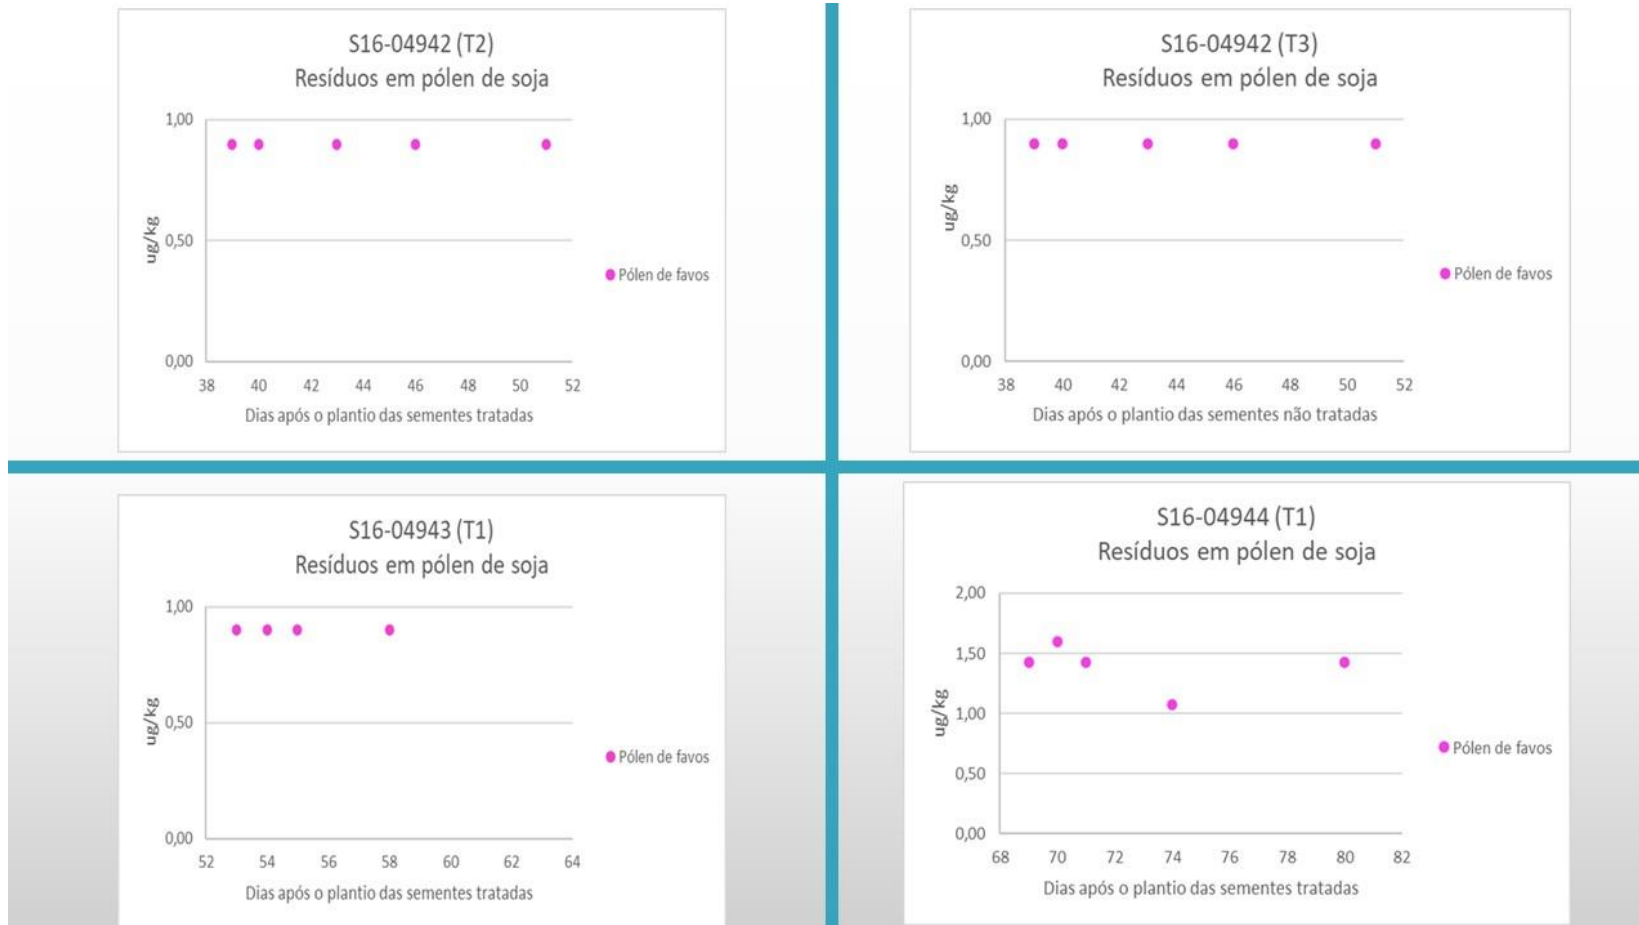 S16-04942 (T2)
Resíduos em pólen de soja
1,00
0,50
0,00
ug/kg
38 40 42 44 46 48 50 52
Dias após o plantio das sementes tratadas
Pólen de favos
S16-04942 (T3)
Resíduos em pólen de soja
1,00
0,50
0,00
ug/kg
38 40 42 44 46 48 50 52
Dias após o plantio das sementes não tratadas
Pólen de favos
S16-04943 (T1)
Resíduos em pólen de soja
1,00
0,50
0,00
ug/kg
52 54 56 58 60 62 64
Dias após o plantio das sementes tratadas
Pólen de favos
S16-04944 (T1)
Resíduos em pólen de soja
2,00
1,50
1,00
0,50
0,00
ug/kg
68 70 72 74 76 78 80 82
Dias após o plantio das sementes tratadas
Pólen de favos